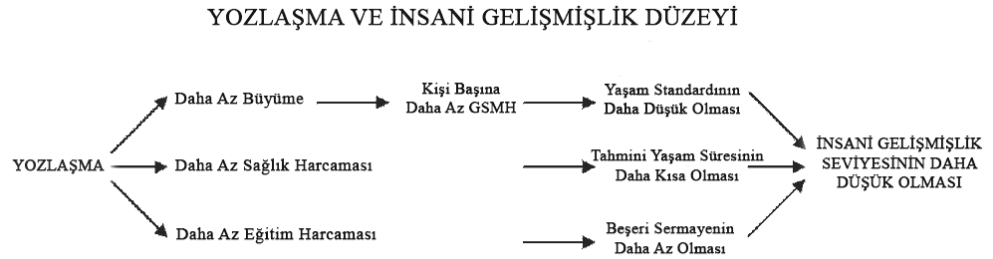 YOZLAŞMA VE İNSANİ GELİŞMİŞLİK DÜZEYİ
Daha Az Büyüme
Kişi Başına
Daha Az GSMH
Yaşam Standardının
Daha Düşük Olması
YOZLAŞMA
Daha Az Sağlık Harcaması
Tahmini Yaşam Süresinin
Daha Kısa Olması
İNSANİ GELİŞMİŞLİK
SEVİYESİNİN DAHA
DÜŞÜK OLMASI
Daha Az Eğitim Harcaması
Beşeri Sermayenin
Daha Az Olması